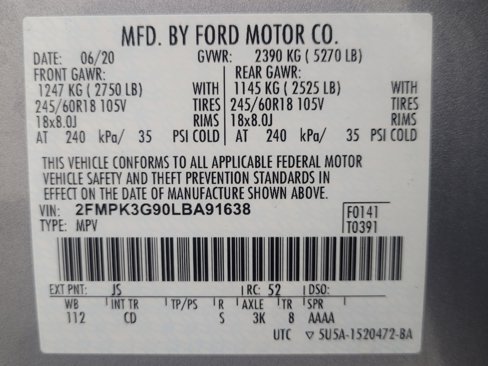 MFD. BY FORD MOTOR CO.
DATE: 06/20 GVWR: 2390 KG ( 5270 LB)
FRONT GAWR: REAR GAWR:
1247 KG ( 2750 LB) WITH 1145 KG ( 2525 LB) WITH
245/60R18 105V TIRES 245/60R18 105V TIRES
18x8.0J RIMS 18x8.0J RIMS
AT 240 kPa/ 35 PSI COLD AT 240 kPa/ 35 PSI COLD
THIS VEHICLE CONFORMS TO ALL APPLICABLE FEDERAL MOTOR
VEHICLE SAFETY AND THEFT PREVENTION STANDARDS IN
EFFECT ON THE DATE OF MANUFACTURE SHOWN ABOVE.
VIN: 2FMPK3G90LBA91638 F0141
TYPE: MPV T0391
EXT PNT: JS RC: 52 DSO:
WB INT TR TP/PS R AXLE TR SPR
112 CD S 3K 8 AAAA
UTC ▽ 5U5A-1520472-BA